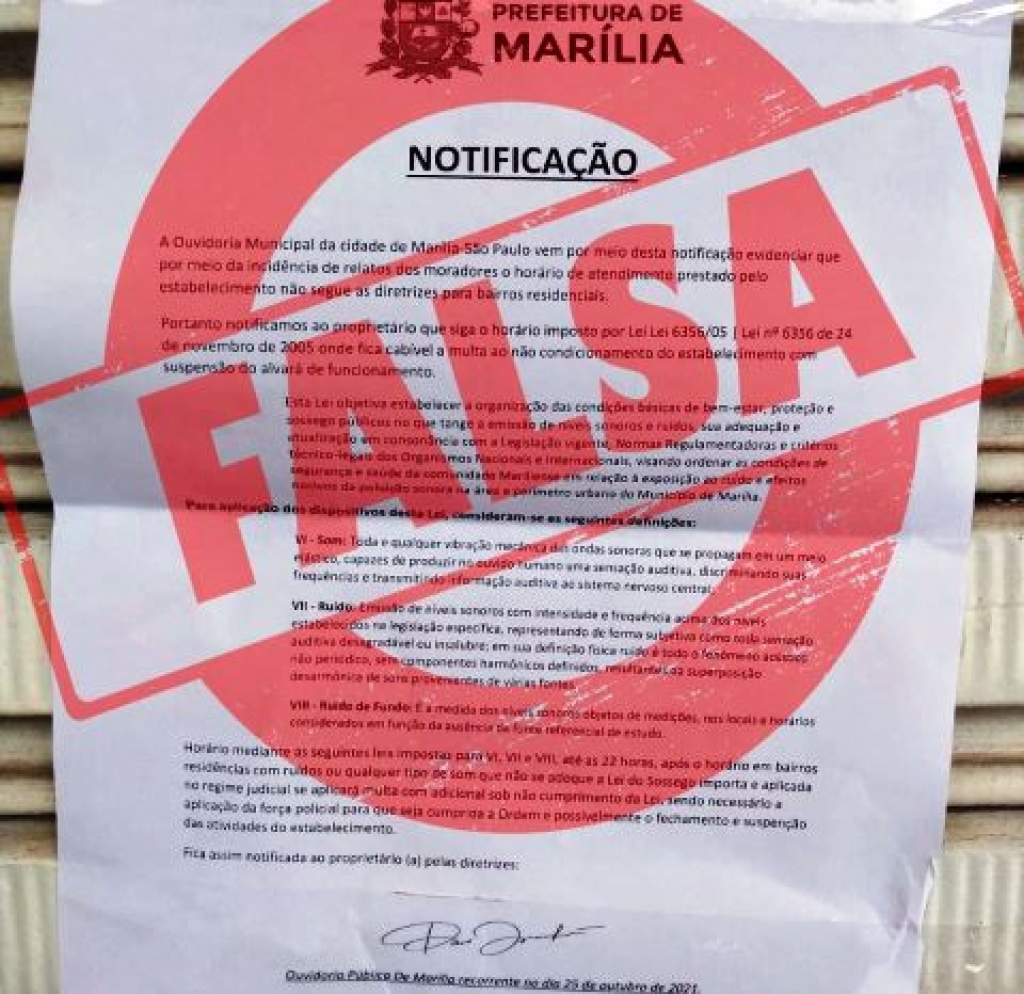 PREFEITURA DE
MARÍLIA
NOTIFICAÇÃO
A Ouvidoria Municipal da cidade de Marilia-São Paulo vem por meio desta notificação evidenciar que
por meio da incidência de relatos dos moradores o horário de atendimento prestado pelo
estabelecimento não segue as diretrizes para bairros residenciais.
Portanto notificamos ao proprietário que siga o horário imposto por Lei Lei 6356/05 | Lei nº 6356 de 24
de novembro de 2005 onde fica cabível a multa ao não condicionamento do estabelecimento com
suspensão do alvará de funcionamento.
FALSA
Esta Lei objetiva estabelecer a organização das condições básicas de bem-estar, proteção e
sossego públicos no que tange a emissão de níveis sonoros e ruídos, sua adequação e
atualização em consonância com a Legislação vigente, Normas Regulamentadoras e critérios
técnico-legais dos Organismos Nacionais e Internacionais, visando ordenar as condições de
segurança e saúde da comunidade Mariliense em relação à exposição ao ruído e efeitos
nocivos da poluição sonora na área e perímetro urbano do Município de Marília.
Para aplicação dos dispositivos desta Lei, consideram-se as seguintes definições:
VI - Som: Toda e qualquer vibração mecânica das ondas sonoras que se propagam em um meio
elástico, capazes de produzir no ouvido humano uma sensação auditiva, discriminando suas
frequências e transmitindo informação auditiva ao sistema nervoso central;
VII - Ruído: Emissão de níveis sonoros com intensidade e frequência acima dos níveis
estabelecidos na legislação específica, representando de forma subjetiva como toda sensação
auditiva desagradável ou insalubre; em sua definição física ruído é todo o fenômeno acústico
não periódico, sem componentes harmônicos definidos, resultantes da superposição
desarmônica de sons provenientes de várias fontes.
VIII - Ruído de Fundo: É a medida dos níveis sonoros objetos de medições, nos locais e horários
considerados em função da ausência da fonte referencial de estudo.
Horário mediante as seguintes leis impostas para VI, VII e VIII, até as 22 horas, após o horário em bairros
residências com ruídos ou qualquer tipo de som que não se adeque a Lei do Sossego importa e aplicada
no regime judicial se aplicará multa com adicional sob não cumprimento da Lei, sendo necessário a
aplicação da força policial para que seja cumprida a Ordem e possivelmente o fechamento e suspenção
das atividades do estabelecimento.
Fica assim notificada ao proprietário (a) pelas diretrizes:
Ouvidoria Público De Marilia recorrente no dia 25 de outubro de 2021.